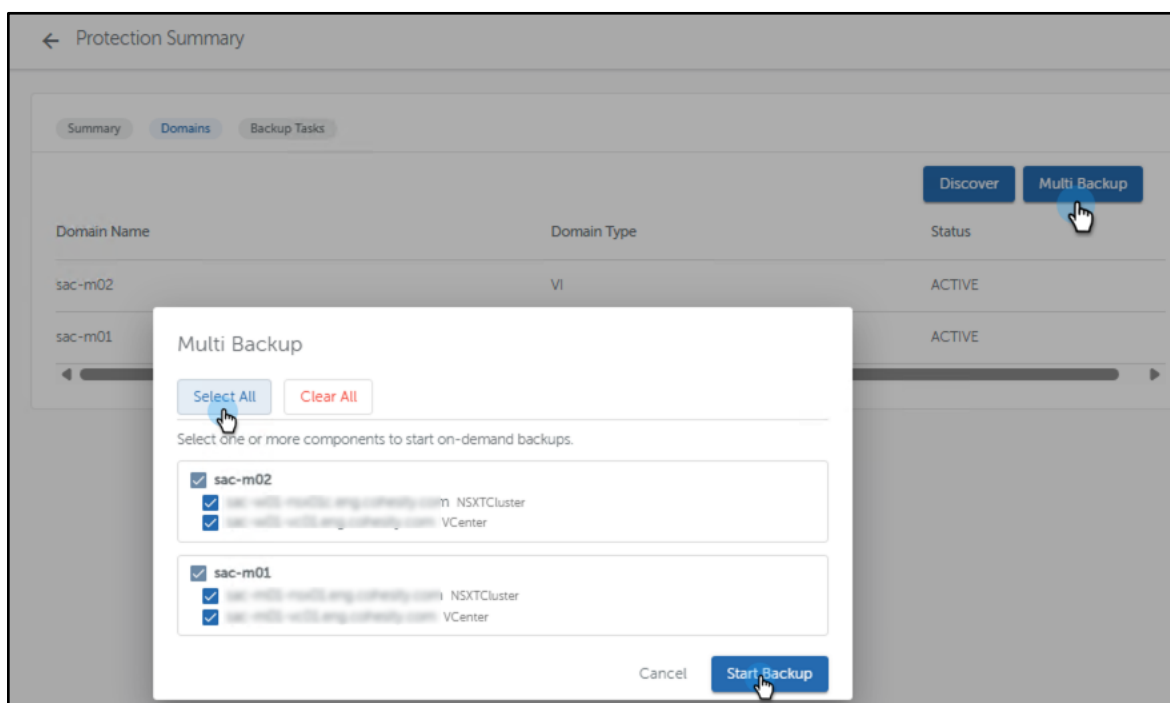 Protection Summary
Summary Domains Backup Tasks
Discover Multi Backup
Domain Name Domain Type Status
sac-m02 VI ACTIVE
sac-m01 ACTIVE
Multi Backup
Select All Clear All
Select one or more components to start on-demand backups.
sac-m02
NSXTCluster
VCenter
sac-m01
NSXTCluster
VCenter
Cancel Start Backup